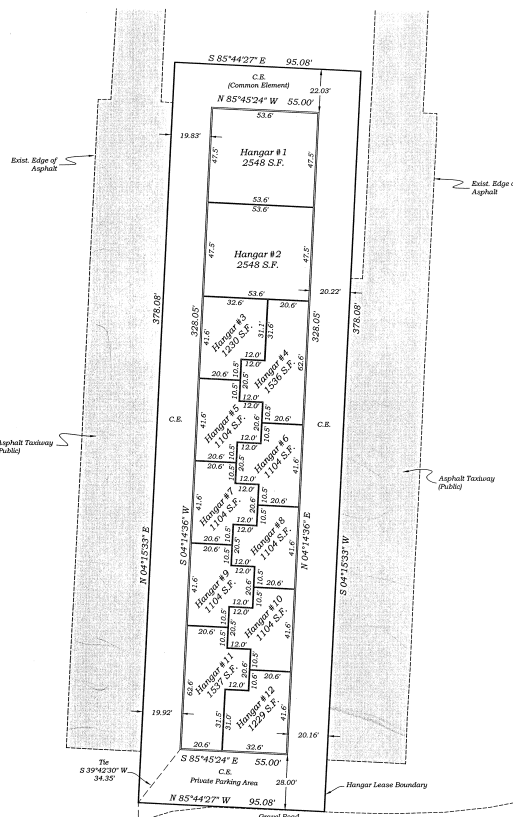 S 85°44'27" E 95.08'
C.E.
(Common Element)
22.03'
N 85°45'24" W 55.00'
53.6'
19.83'
Exist. Edge of
Asphalt
47.5'
Hangar #1
2548 S.F.
47.5'
Exist. Edge
Asphalt
53.6'
53.6'
47.5'
Hangar #2
2548 S.F.
47.5'
20.22'
53.6'
32.6'
20.6'
378.08'
328.05'
41.6'
Hangar #3
1230 S.F.
31.1'
31.6'
328.05'
378.08'
12.0'
12.0'
Hangar #4
1536 S.F.
62.6'
20.6'
10.5'
20.5'
10.5'
12.0'
12.0'
C.E.
41.6'
Hangar #5
1104 S.F.
20.6'
10.5'
20.6'
C.E.
12.0'
12.0'
Hangar #6
1104 S.F.
41.6'
20.6'
20.6'
10.5'
20.5'
10.5'
Asphalt Taxiway
(Public)
12.0'
12.0'
41.6'
Hangar #7
1104 S.F.
20.6'
10.5'
20.6'
Asphalt Taxiway
(Public)
12.0'
12.0'
Hangar #8
1104 S.F.
41.6'
20.6'
20.6'
10.5'
20.5'
10.5'
N 04°15'33" E
S 04°14'36" W
N 04°14'36" E
S 04°15'33" W
12.0'
12.0'
41.6'
Hangar #9
1104 S.F.
20.6'
10.5'
20.6'
12.0'
12.0'
Hangar #10
1104 S.F.
41.6'
20.6'
10.5'
20.5'
10.5'
12.0'
62.6'
Hangar #11
1537 S.F.
10.5'
10.6'
20.6'
12.0'
31.5'
31.0'
Hangar #12
1229 S.F.
41.6'
19.92'
20.16'
20.6'
32.6'
Tie
S 39°42'30" W
34.35'
S 85°45'24" E 55.00'
C.E.
Private Parking Area
28.00'
Hangar Lease Boundary
N 85°44'27" W 95.08'
Gravel Road